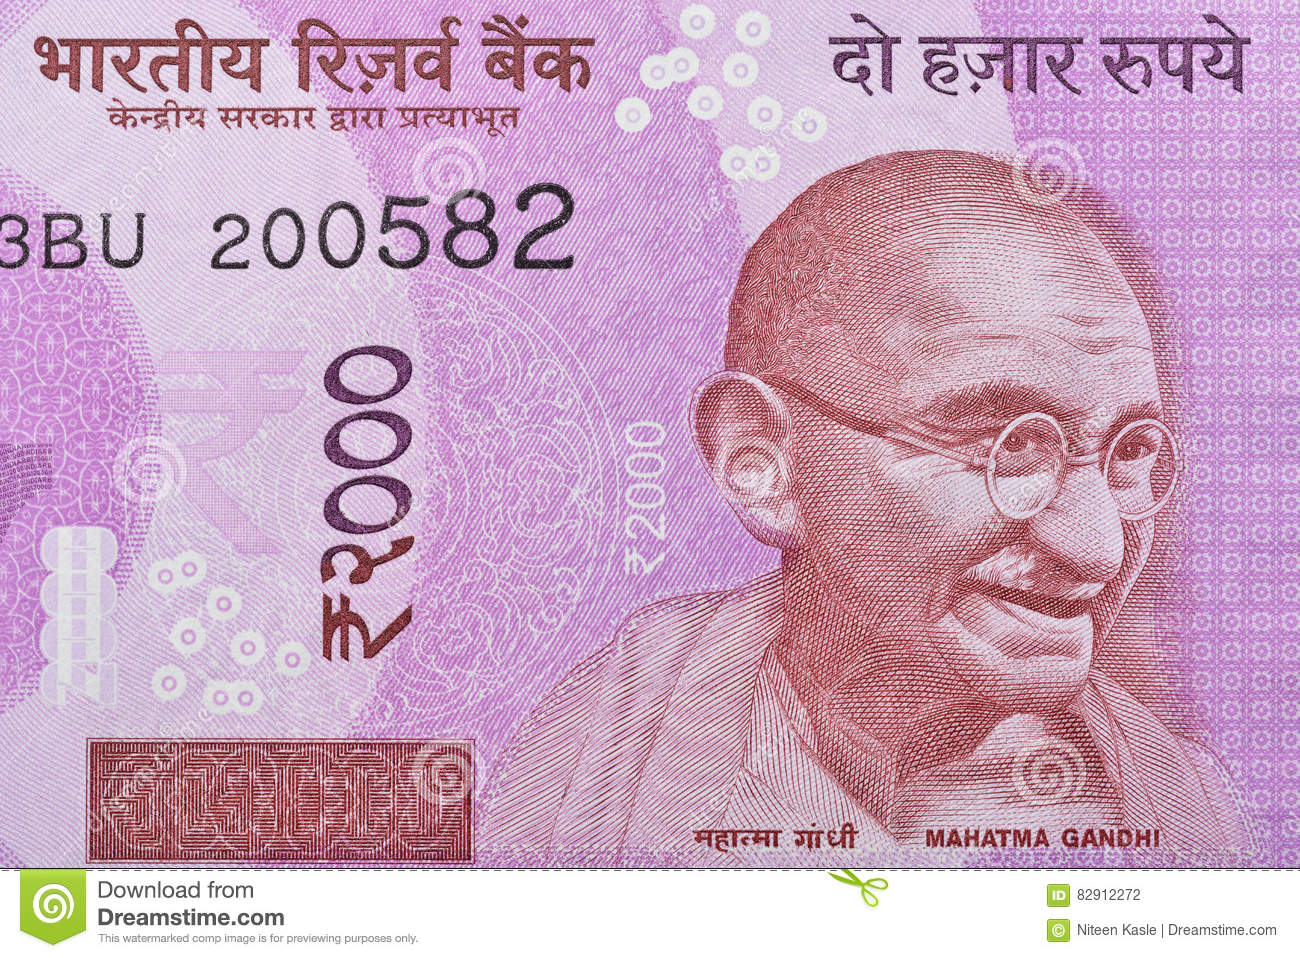 भारतीय रिज़र्व बैंक
केन्द्रीय सरकार द्वारा प्रत्याभूत
दो हज़ार रुपये
3BU 200582
₹२०००
₹2000
महात्मा गांधी
MAHATMA GANDHI
Download from
Dreamstime.com
This watermarked comp image is for previewing purposes only.
ID 82912272
© Niteen Kasle | Dreamstime.com